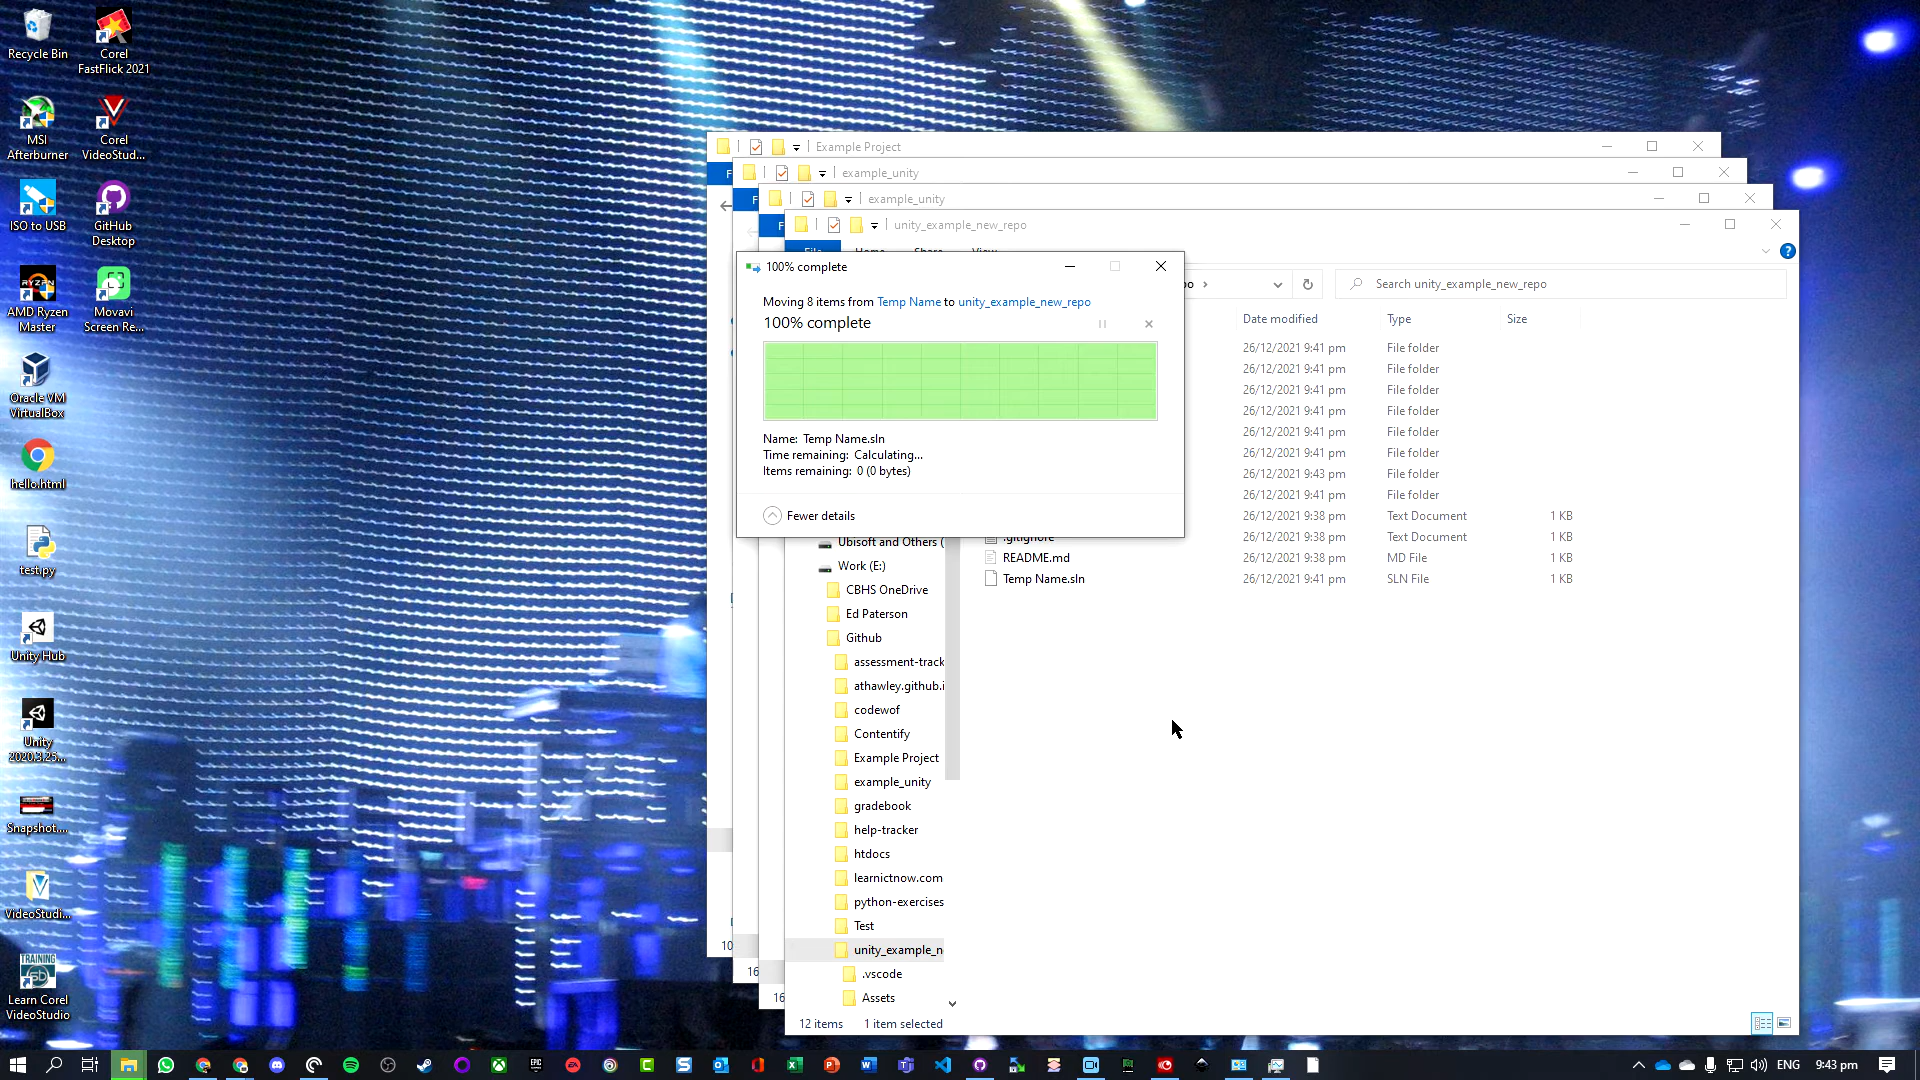 Recycle Bin
Corel
FastFlick 2021
MSI
Afterburner
Corel
VideoStud...
ISO to USB
GitHub
Desktop
AMD Ryzen
Master
Movavi
Screen Re...
Oracle VM
VirtualBox
hello.html
test.py
Unity Hub
Unity
2020.3.25...
Snapshot....
VideoStudi...
TRAINING
Learn Corel
VideoStudio
Example Project
example_unity
example_unity
unity_example_new_repo
File Home Share View
100% complete
Moving 8 items from Temp Name to unity_example_new_repo
100% complete
Name: Temp Name.sln
Time remaining: Calculating...
Items remaining: 0 (0 bytes)
Fewer details
Search unity_example_new_repo
Date modified Type Size
26/12/2021 9:41 pm File folder
26/12/2021 9:41 pm File folder
26/12/2021 9:41 pm File folder
26/12/2021 9:41 pm File folder
26/12/2021 9:41 pm File folder
26/12/2021 9:41 pm File folder
26/12/2021 9:43 pm File folder
26/12/2021 9:41 pm File folder
26/12/2021 9:38 pm Text Document 1 KB
.gitignore 26/12/2021 9:38 pm Text Document 1 KB
README.md 26/12/2021 9:38 pm MD File 1 KB
Temp Name.sln 26/12/2021 9:41 pm SLN File 1 KB
Ubisoft and Others (
Work (E:)
CBHS OneDrive
Ed Paterson
Github
assessment-track
athawley.github.i
codewof
Contentify
Example Project
example_unity
gradebook
help-tracker
htdocs
learnictnow.com
python-exercises
Test
unity_example_n
.vscode
Assets
10
16
16
12 items 1 item selected
ENG 9:43 pm